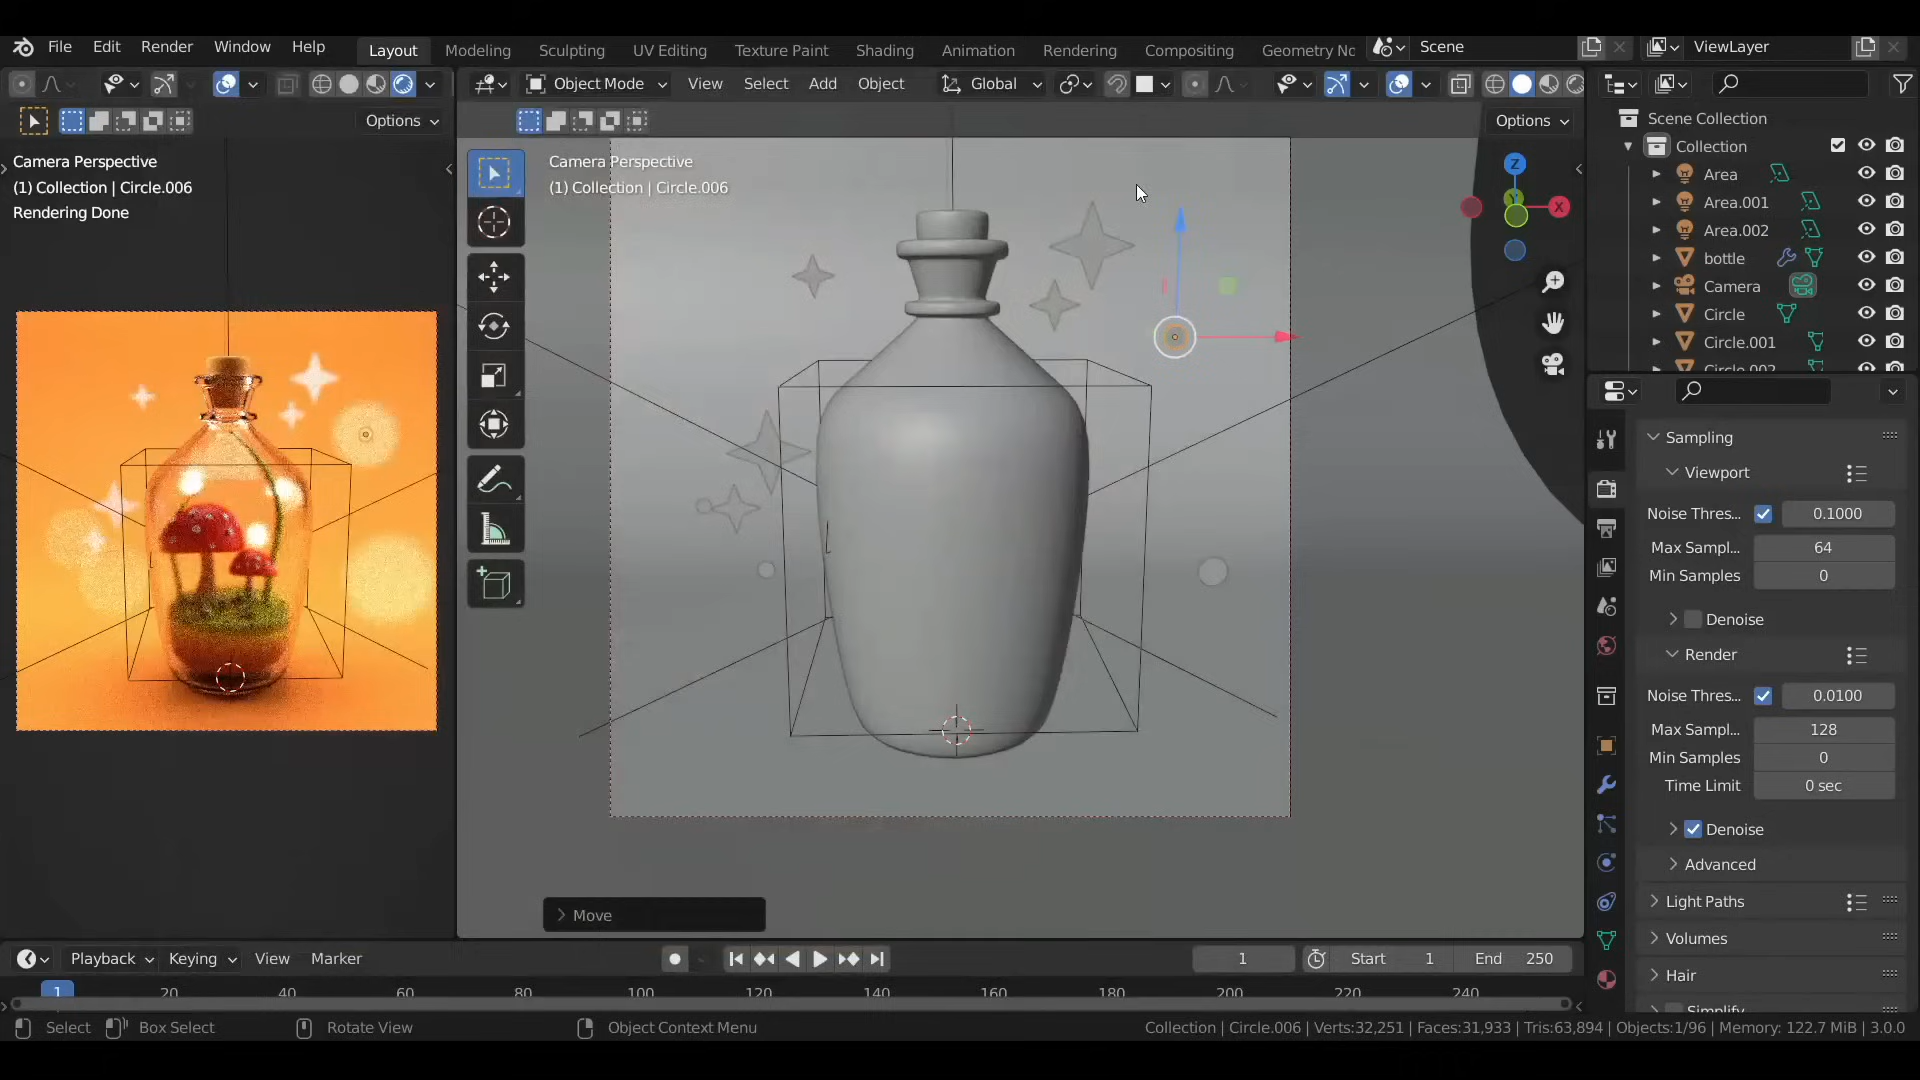 File Edit Render Window Help
Layout Modeling Sculpting UV Editing Texture Paint Shading Animation Rendering Compositing Geometry No
Scene
ViewLayer
Object Mode View Select Add Object Global
Options
Options
Camera Perspective
(1) Collection | Circle.006
Rendering Done
Camera Perspective
(1) Collection | Circle.006
Z
Y
X
Move
Scene Collection
Collection
Area
Area.001
Area.002
bottle
Camera
Circle
Circle.001
Circle.002
Sampling
Viewport
Noise Thres... 0.1000
Max Sampl... 64
Min Samples 0
Denoise
Render
Noise Thres... 0.0100
Max Sampl... 128
Min Samples 0
Time Limit 0 sec
Denoise
Advanced
Light Paths
Volumes
Hair
Simplify
Playback Keying View Marker
1 Start 1 End 250
1 20 40 60 80 100 120 140 160 180 200 220 240
Select Box Select Rotate View Object Context Menu
Collection | Circle.006 | Verts:32,251 | Faces:31,933 | Tris:63,894 | Objects:1/96 | Memory: 122.7 MiB | 3.0.0